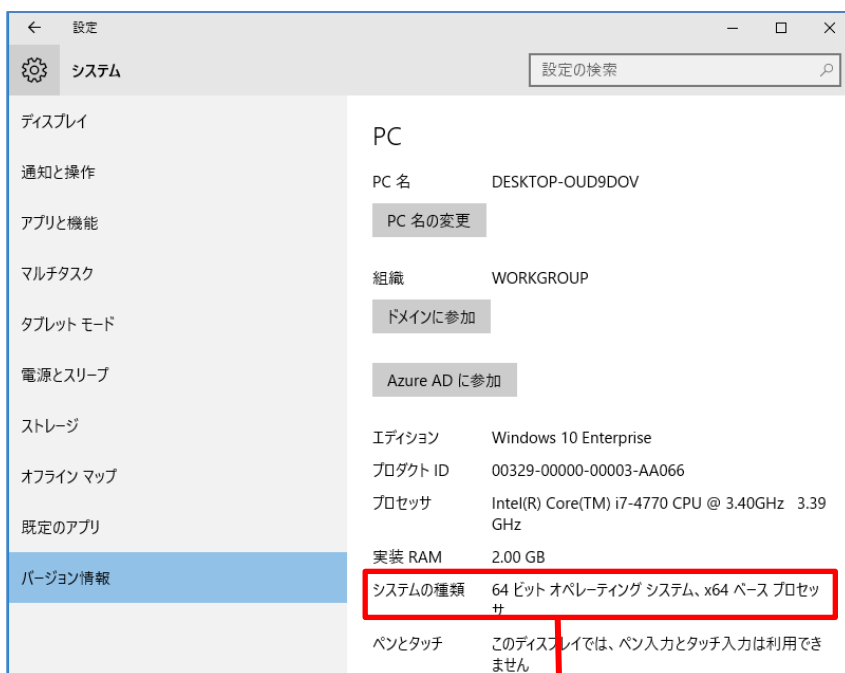 設定
システム
設定の検索
ディスプレイ
通知と操作
アプリと機能
マルチタスク
タブレット モード
電源とスリープ
ストレージ
オフライン マップ
既定のアプリ
バージョン情報
PC
PC 名 DESKTOP-OUD9DOV
PC 名の変更
組織 WORKGROUP
ドメインに参加
Azure AD に参加
エディション Windows 10 Enterprise
プロダクト ID 00329-00000-00003-AA066
プロセッサ Intel(R) Core(TM) i7-4770 CPU @ 3.40GHz 3.39
GHz
実装 RAM 2.00 GB
システムの種類 64 ビット オペレーティング システム、x64 ベース プロセッ
サ
ペンとタッチ このディスプレイでは、ペン入力とタッチ入力は利用でき
ません